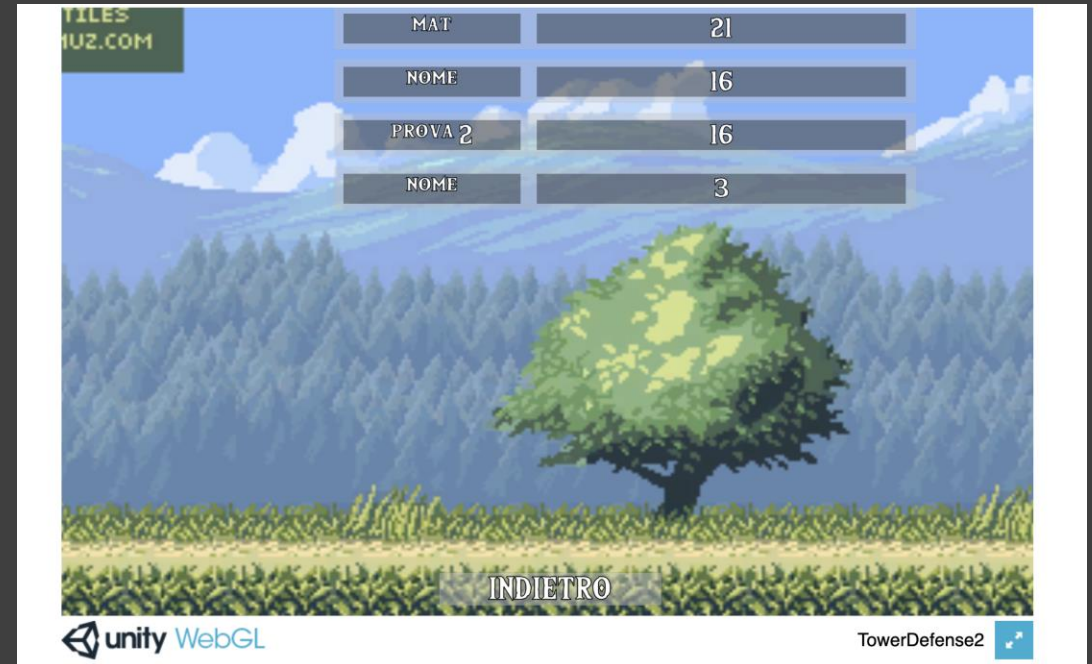 TILES
MUZ.COM
MAT 21
NOME 16
PROVA 2 16
NOME 3
INDIETRO
unity WebGL
TowerDefense2